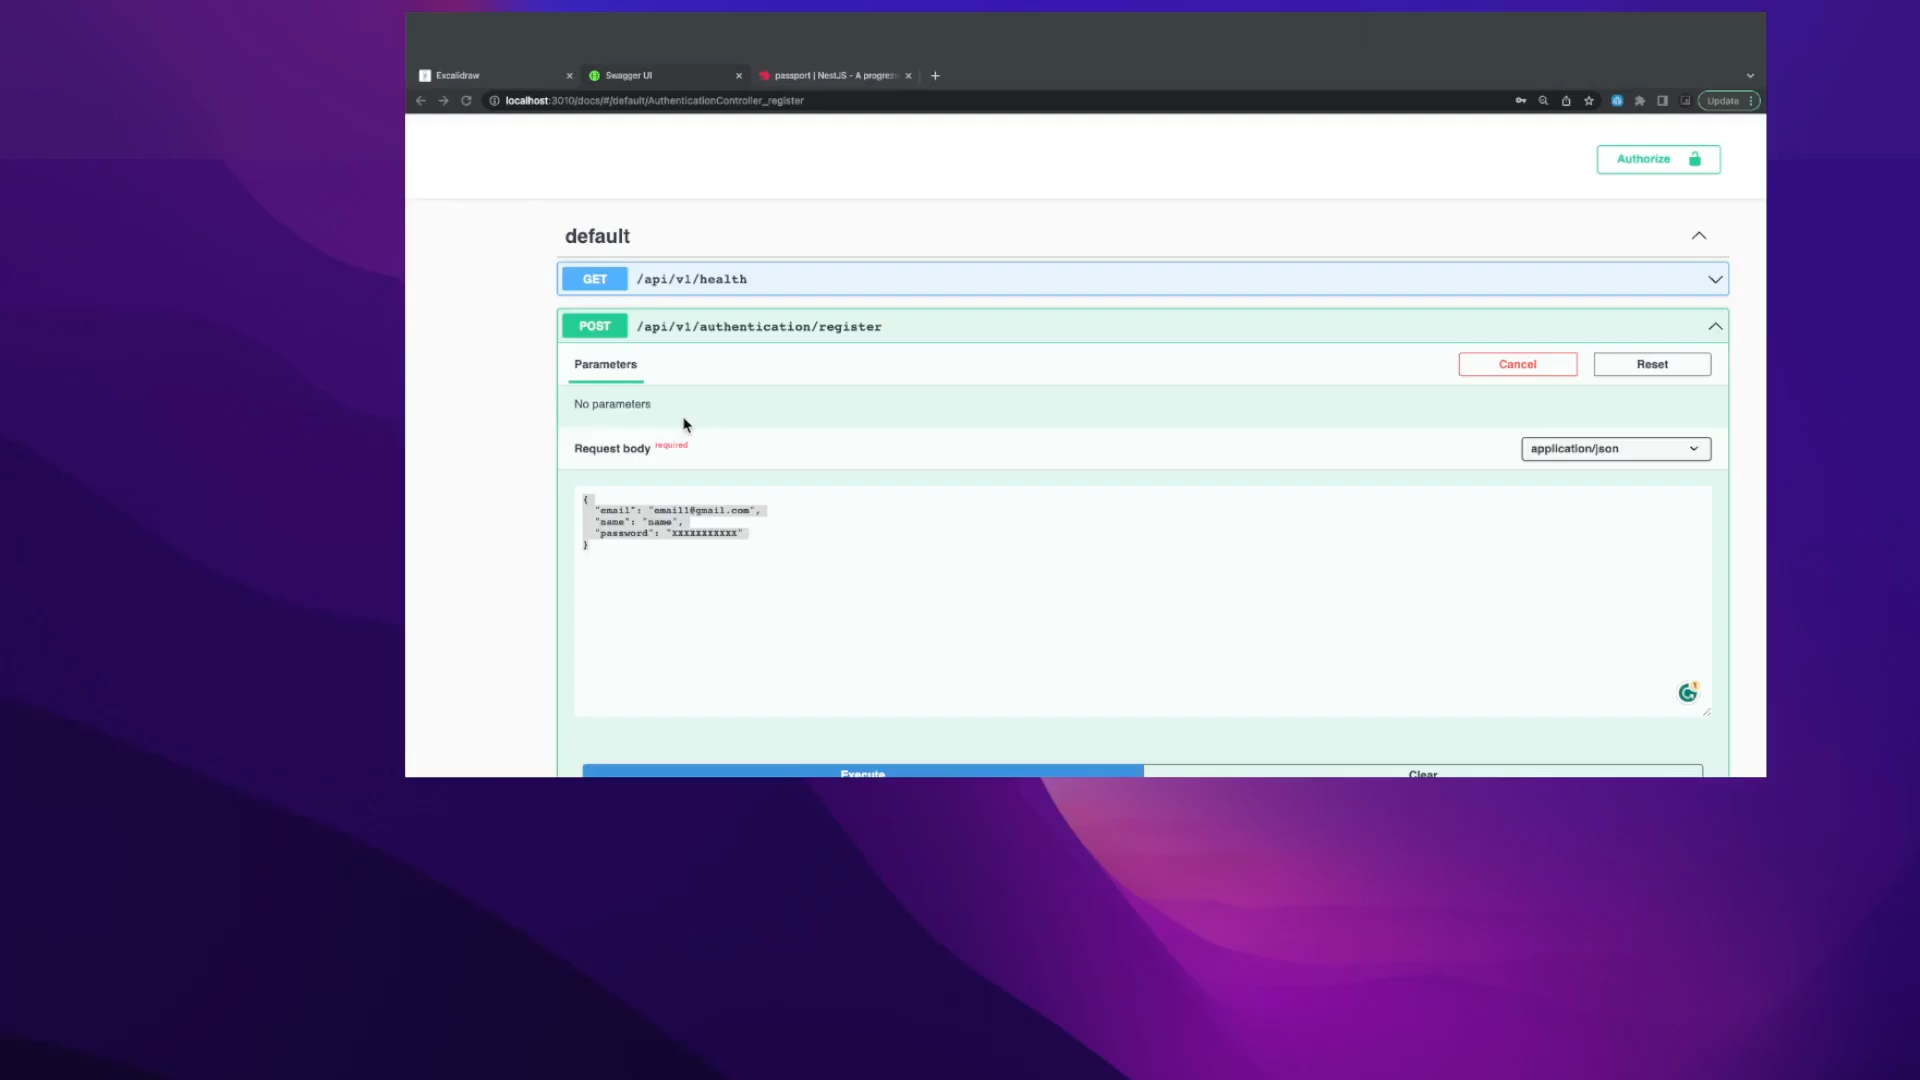 Excalidraw
Swagger UI
passport | NestJS - A progres
localhost:3010/docs/#/default/AuthenticationController_register
Update
Authorize
default
GET /api/v1/health
POST /api/v1/authentication/register
Parameters
Cancel
Reset
No parameters
Request body required
application/json
{
"email": "email1@gmail.com",
"name": "name",
"password": "xxxxxxxxxxx"
}
1
Execute
Clear